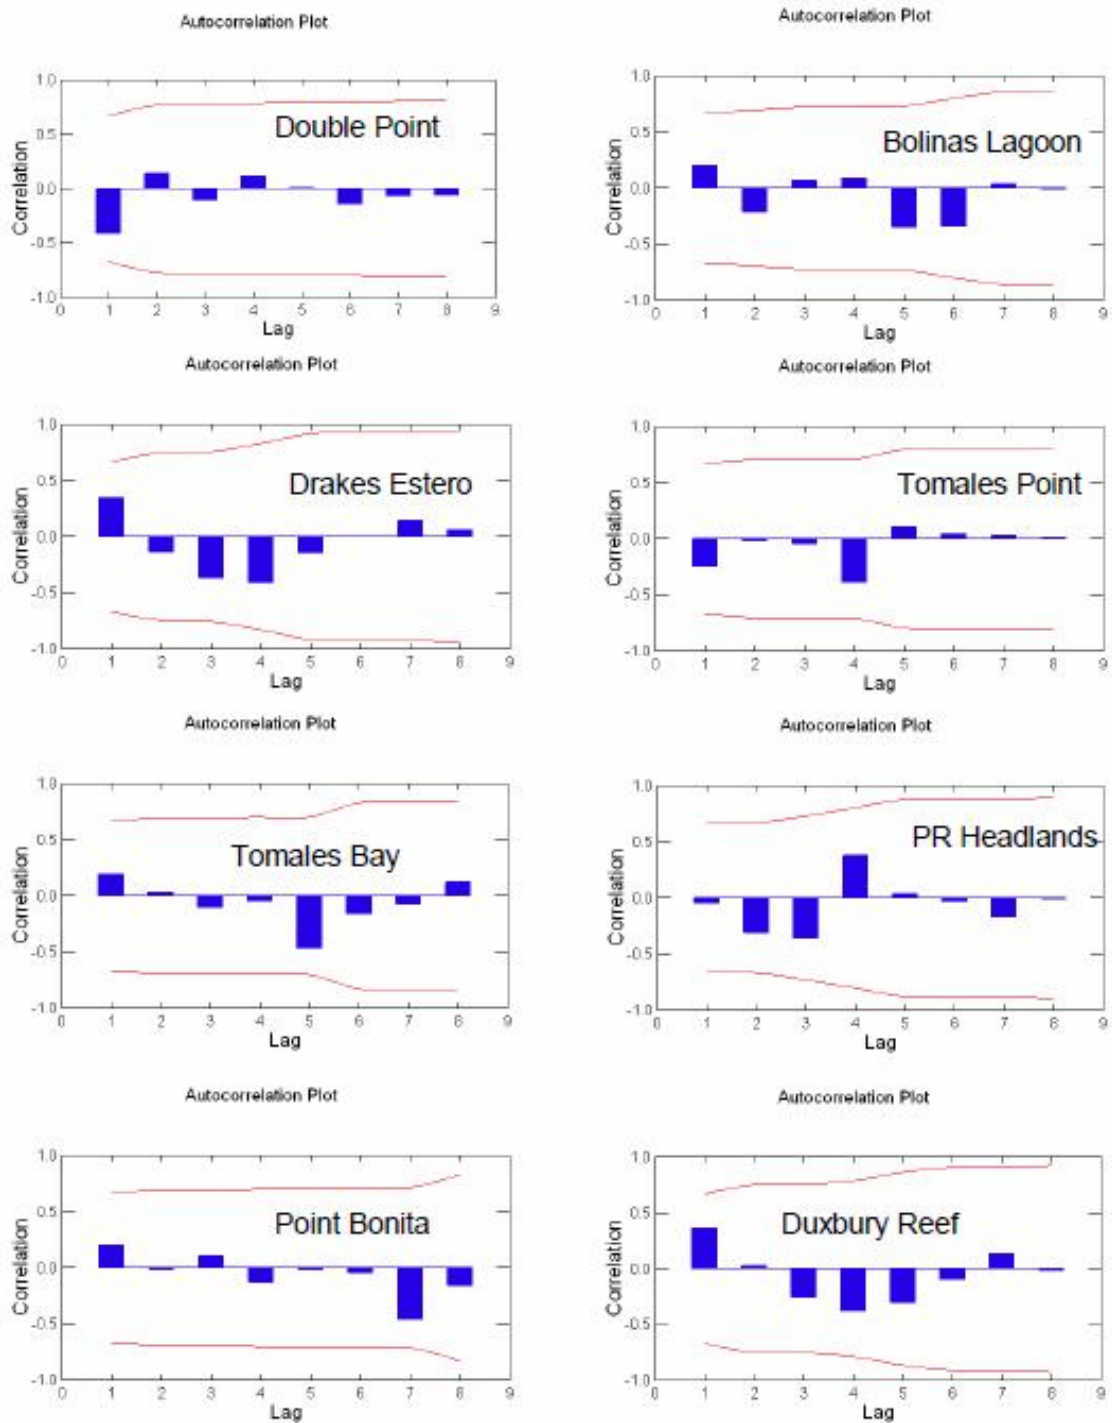 Autocorrelation Plot
1.0
0.5
0.0
-0.5
-1.0
Correlation
Double Point
0 1 2 3 4 5 6 7 8 9
Lag
Autocorrelation Plot
1.0
0.5
0.0
-0.5
-1.0
Correlation
Bolinas Lagoon
0 1 2 3 4 5 6 7 8 9
Lag
Autocorrelation Plot
1.0
0.5
0.0
-0.5
-1.0
Correlation
Drakes Estero
0 1 2 3 4 5 6 7 8 9
Lag
Autocorrelation Plot
1.0
0.5
0.0
-0.5
-1.0
Correlation
Tomales Point
0 1 2 3 4 5 6 7 8 9
Lag
Autocorrelation Plot
1.0
0.5
0.0
-0.5
-1.0
Correlation
Tomales Bay
0 1 2 3 4 5 6 7 8 9
Lag
Autocorrelation Plot
1.0
0.5
0.0
-0.5
-1.0
Correlation
PR Headlands
0 1 2 3 4 5 6 7 8 9
Lag
Autocorrelation Plot
1.0
0.5
0.0
-0.5
-1.0
Correlation
Point Bonita
0 1 2 3 4 5 6 7 8 9
Lag
Autocorrelation Plot
1.0
0.5
0.0
-0.5
-1.0
Correlation
Duxbury Reef
0 1 2 3 4 5 6 7 8 9
Lag